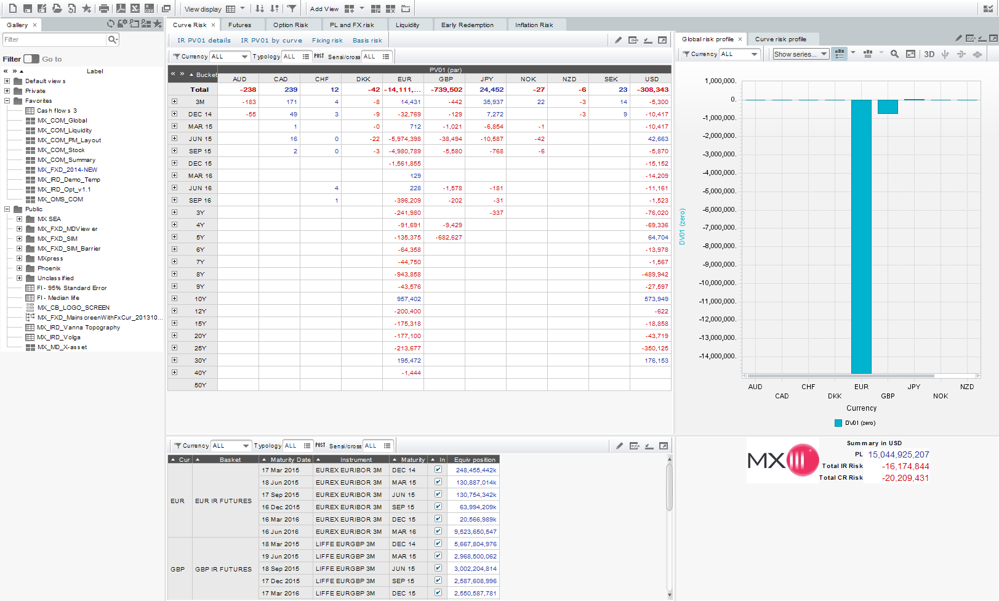 View display
Add View
Gallery ×
Filter
Filter Go to
Label
Default views
Private
Favorites
Cash flows 3
MX_COM_Global
MX_COM_Liquidity
MX_COM_PM_Layout
MX_COM_Stock
MX_COM_Summary
MX_FXD_2014-NEW
MX_IRD_Demo_Temp
MX_IRD_Opt_v1.1
MX_OMS_COM
Public
MX SEA
MX_FXD_MDViewer
MX_FXD_SIM
MX_FXD_SIM_Barrier
MXpress
Phoenix
Unclassified
FI - 95% Standard Error
FI - Median life
MX_CB_LOGO_SCREEN
MX_FXD_MainscreenWithFxCur_201310...
MX_IRD_Vanna Topography
MX_IRD_Volga
MX_MD_X-asset
Curve Risk × Futures Option Risk PL and FX risk Liquidity Early Redemption Inflation Risk
IR PV01 details IR PV01 by curve Fixing risk Basis risk
Currency ALL Typology ALL POST Sensi/cross ALL
PV01 (par)
Bucket AUD CAD CHF DKK EUR GBP JPY NOK NZD SEK USD
Total -238 239 12 -42 -14,111,... -739,502 24,452 -27 -6 23 -308,343
3M -183 171 4 -8 14,431 -442 35,937 22 -3 14 -5,300
DEC 14 -55 49 3 -9 -32,769 -129 7,272 -3 9 -10,417
MAR 15 1 -0 712 -1,021 -6,854 -1 -10,417
JUN 15 16 0 -22 -5,974,398 -38,494 -10,587 -42 42,663
SEP 15 2 0 -3 -4,980,789 -5,580 -768 -6 -5,870
DEC 15 -1,561,855 -15,152
MAR 16 129 -14,209
JUN 16 4 228 -1,578 -181 -11,161
SEP 16 1 -396,209 -202 -31 -1,523
3Y -241,980 -337 -76,020
4Y -91,691 -9,429 -69,336
5Y -135,375 -682,627 64,704
6Y -64,358 -13,978
7Y -44,750 -1,567
8Y -943,858 -489,942
9Y -43,576 -27,597
10Y 957,402 573,949
12Y -200,400 -622
15Y -175,318 -18,858
20Y -177,100 -43,719
25Y -213,677 -350,125
30Y 195,472 176,153
40Y -1,444
50Y
Currency ALL Typology ALL POST Sensi/cross ALL
Cur Basket Maturity Date Instrument Maturity In Equiv position
EUR EUR IR FUTURES
17 Mar 2015 EUREX EURIBOR 3M DEC 14 248,455,442k
18 Jun 2015 EUREX EURIBOR 3M MAR 15 130,887,014k
17 Sep 2015 EUREX EURIBOR 3M JUN 15 130,754,342k
16 Dec 2015 EUREX EURIBOR 3M SEP 15 63,994,209k
16 Mar 2016 EUREX EURIBOR 3M DEC 15 20,566,989k
16 Jun 2016 EUREX EURIBOR 3M MAR 16 9,523,650,547
GBP GBP IR FUTURES
18 Mar 2015 LIFFE EURGBP 3M DEC 14 5,667,804,976
19 Jun 2015 LIFFE EURGBP 3M MAR 15 2,968,500,062
18 Sep 2015 LIFFE EURGBP 3M JUN 15 3,002,204,814
17 Dec 2015 LIFFE EURGBP 3M SEP 15 2,587,608,996
17 Mar 2016 LIFFE EURGBP 3M DEC 15 2,550,587,781
Global risk profile × Curve risk profile
Currency ALL Show series... 3D
1,000,000.
0.
-1,000,000.
-2,000,000.
-3,000,000.
-4,000,000.
-5,000,000.
-6,000,000.
-7,000,000.
-8,000,000.
-9,000,000.
-10,000,000.
-11,000,000.
-12,000,000.
-13,000,000.
-14,000,000.
DV01 (zero)
AUD CAD CHF DKK EUR GBP JPY NOK NZD
Currency
DV01 (zero)
MX
Summary in USD
PL 15,044,925,207
Total IR Risk -16,174,844
Total CR Risk -20,209,431